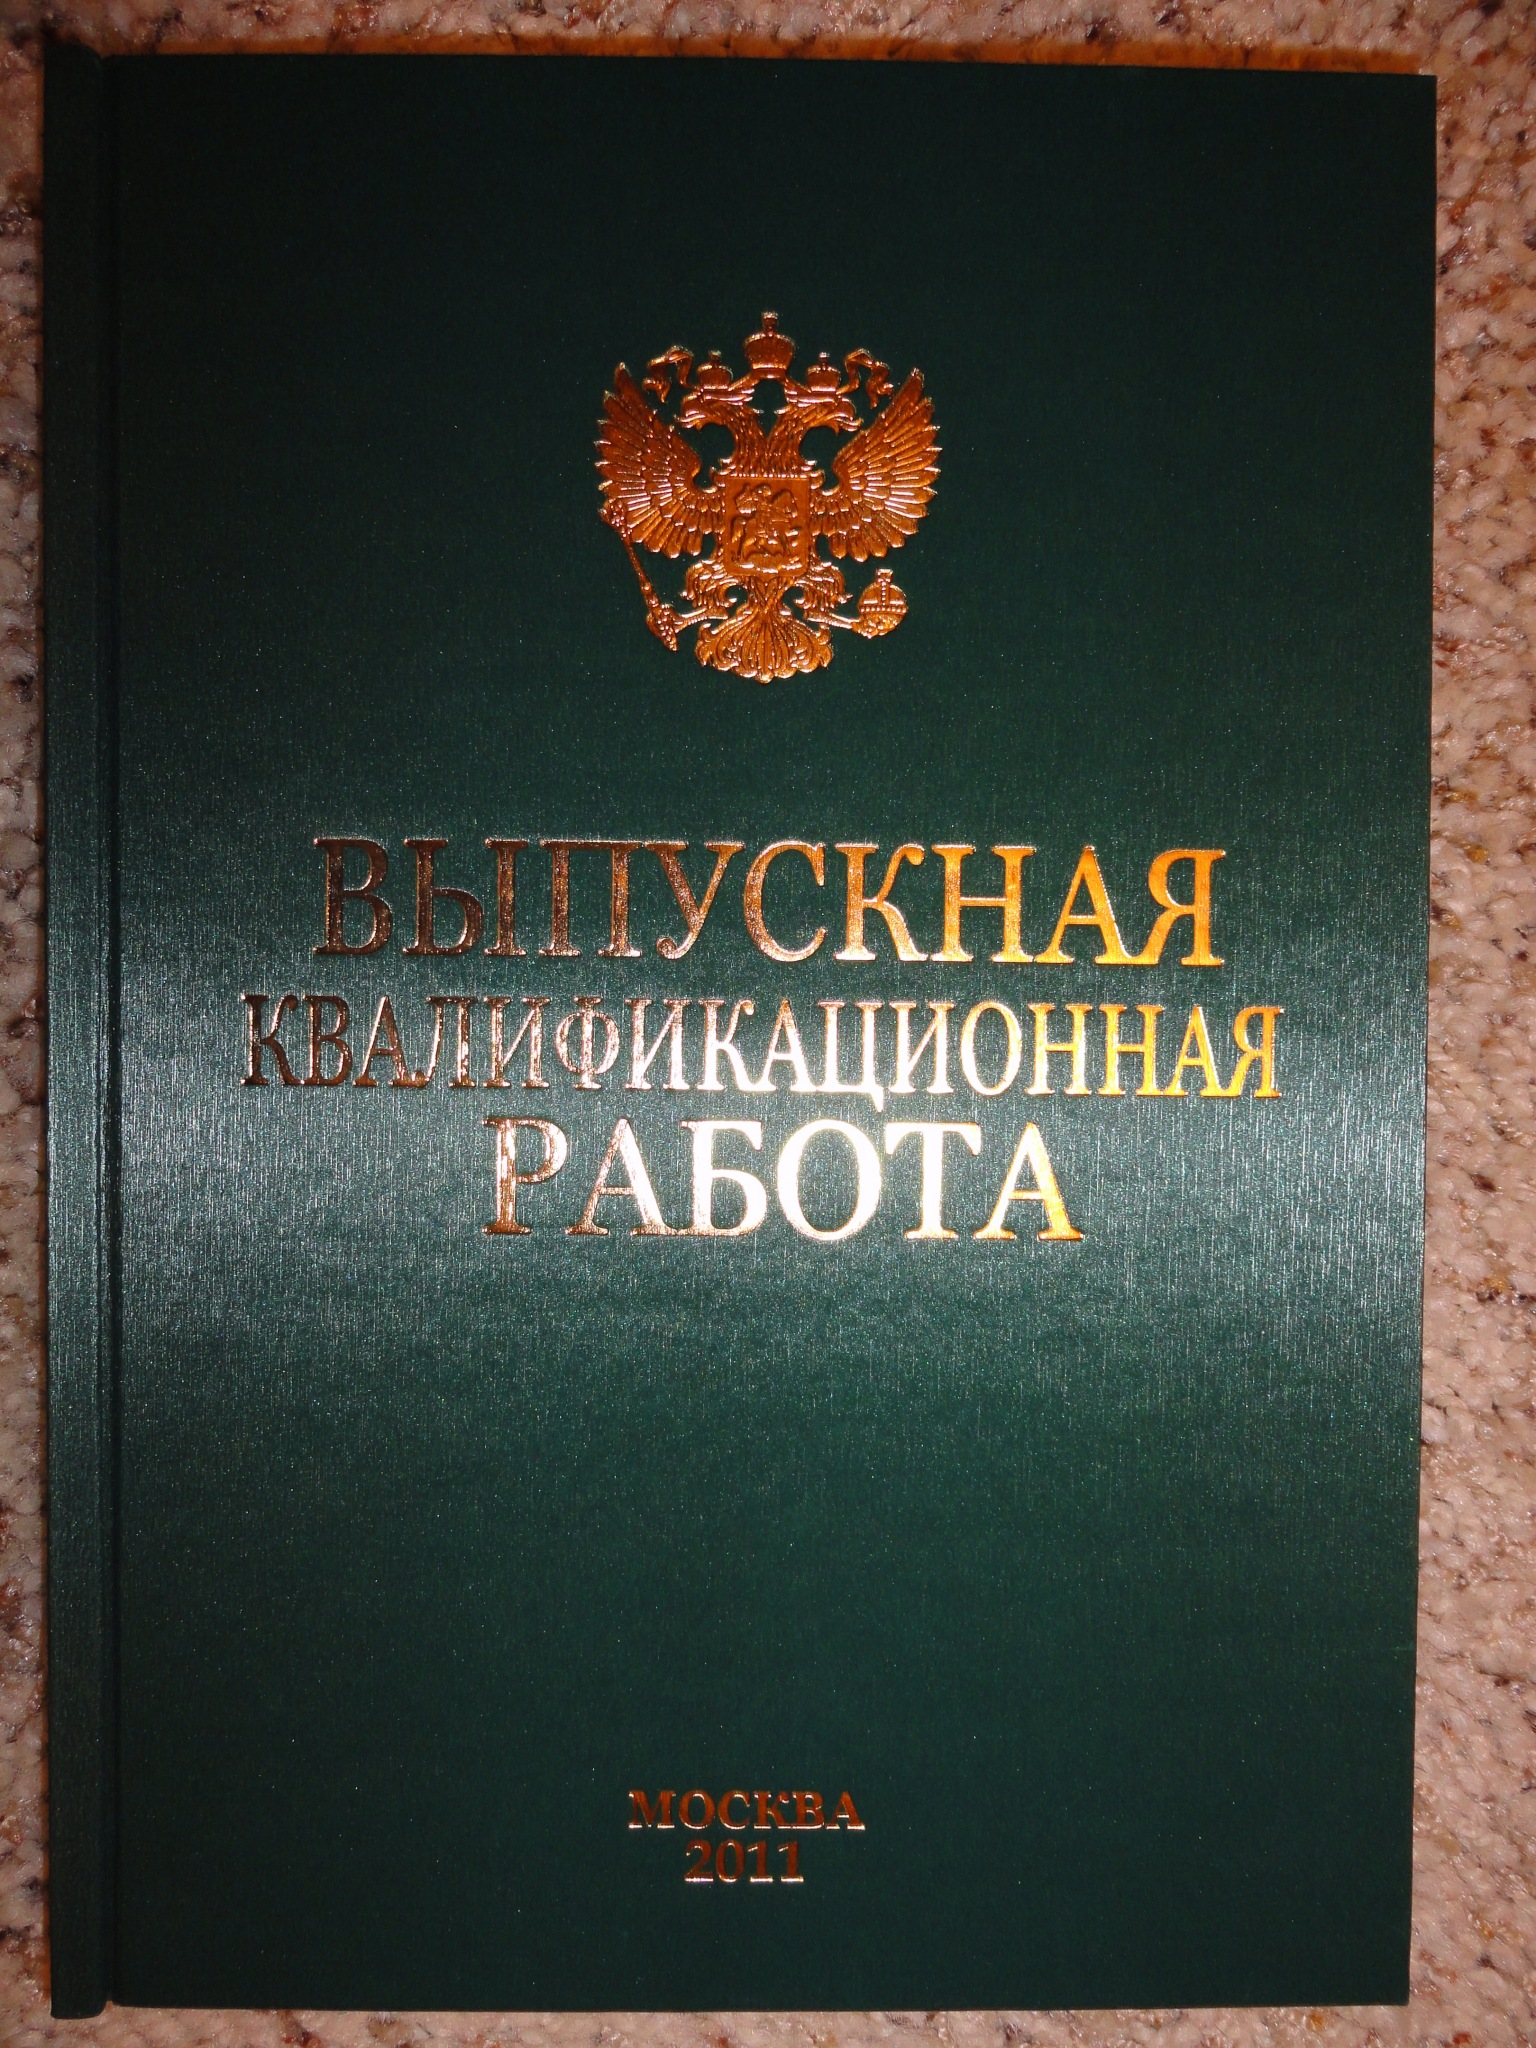 ВЫПУСКНАЯ
КВАЛИФИКАЦИОННАЯ
РАБОТА
МОСКВА
2011